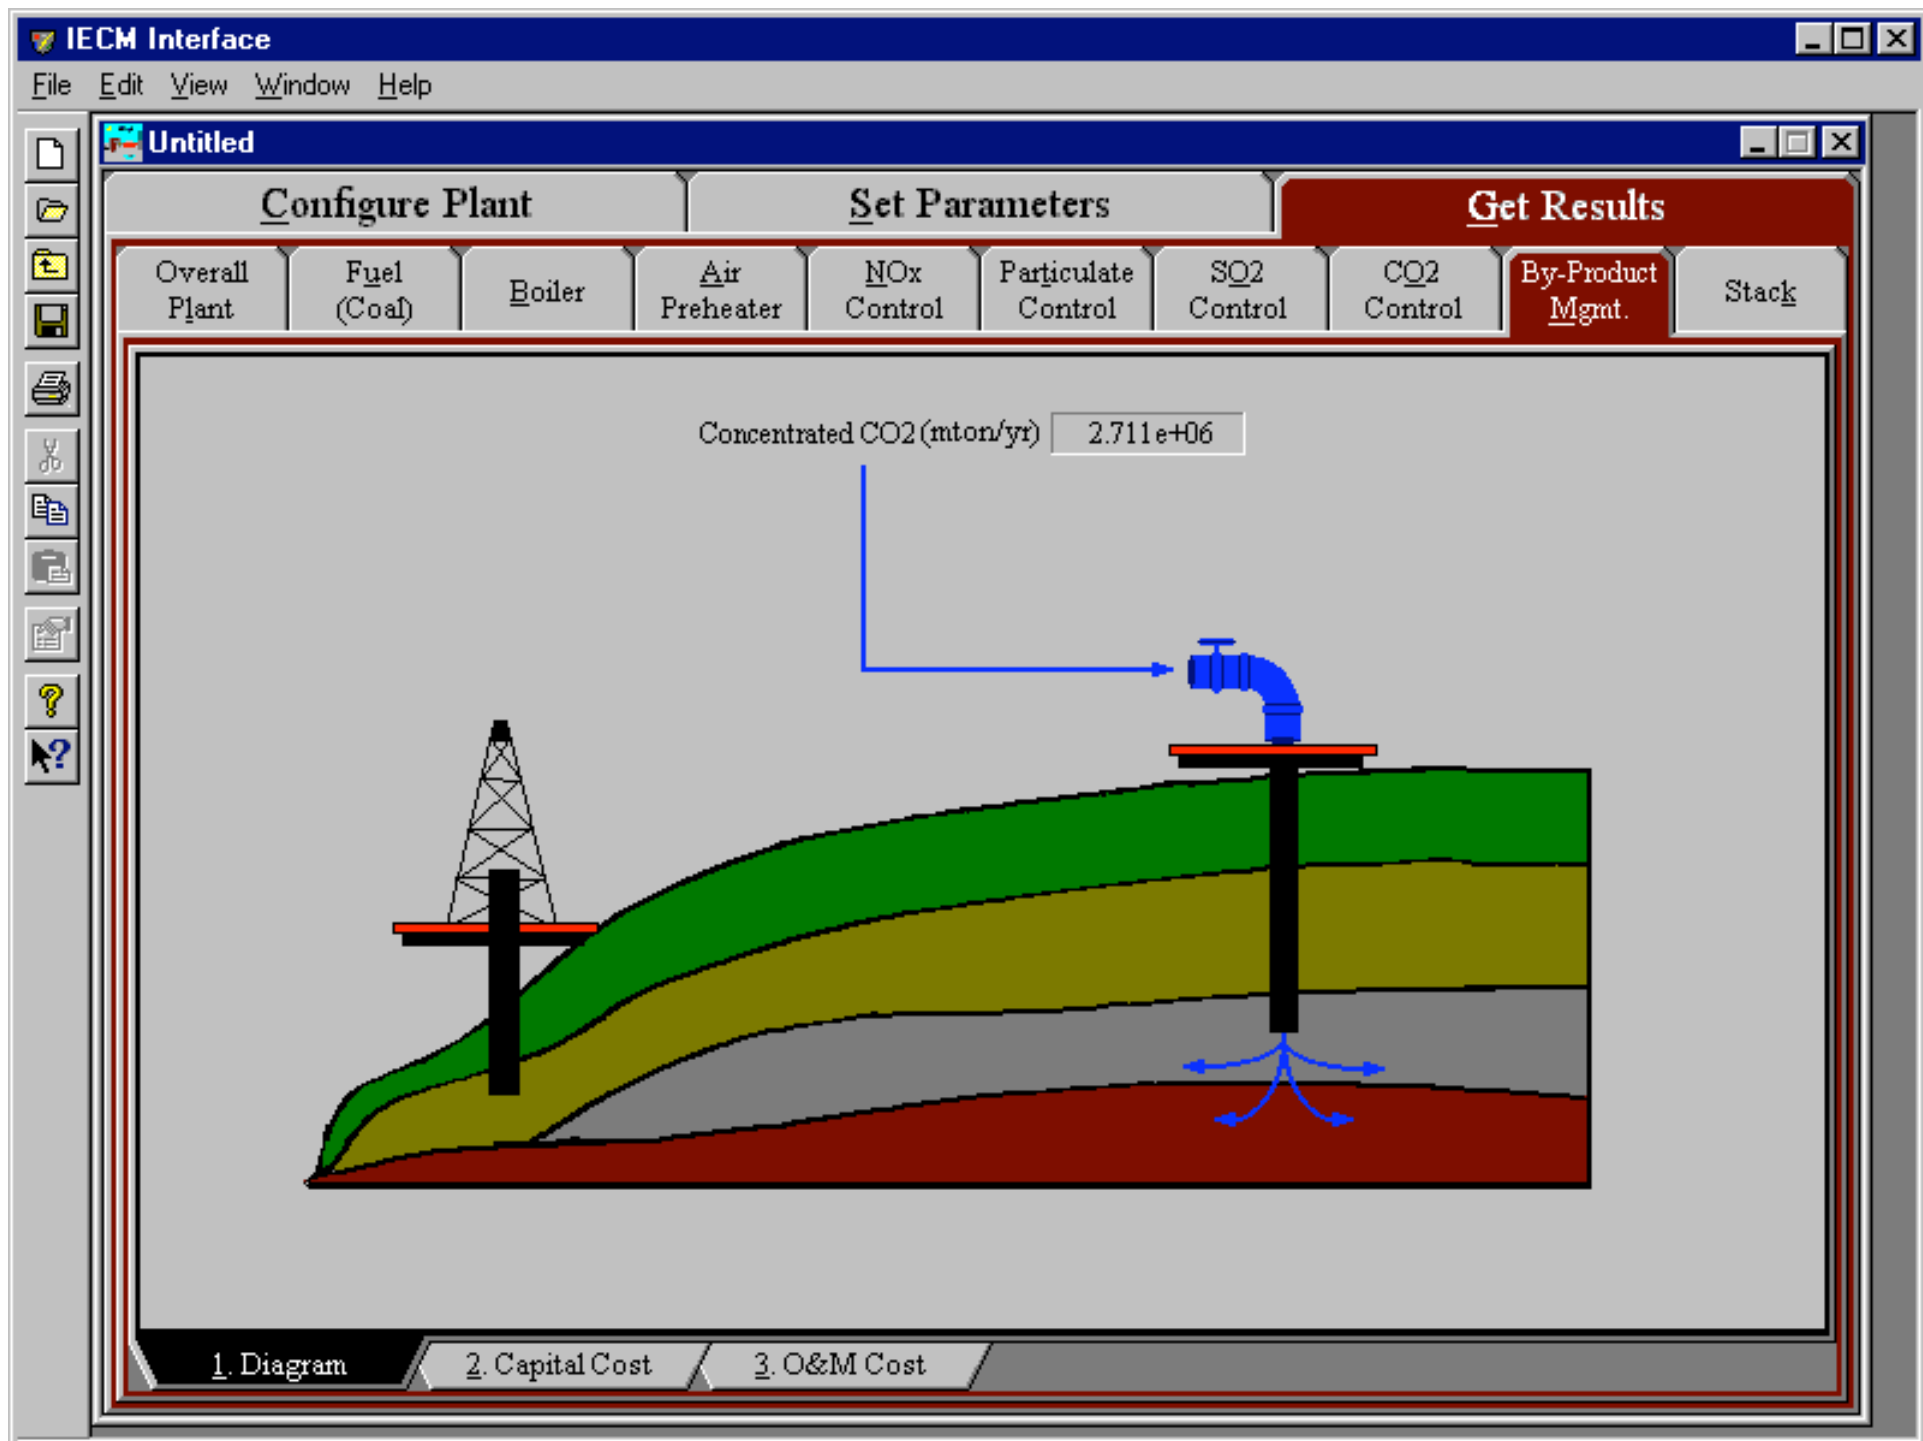 IECM Interface
File Edit View Window Help
Untitled
Configure Plant Set Parameters Get Results
Overall Plant
Fuel (Coal)
Boiler
Air Preheater
NOx Control
Particulate Control
SO2 Control
CO2 Control
By-Product Mgmt.
Stack
Concentrated CO2 (mton/yr) 2.711e+06
1. Diagram 2. Capital Cost 3. O&M Cost